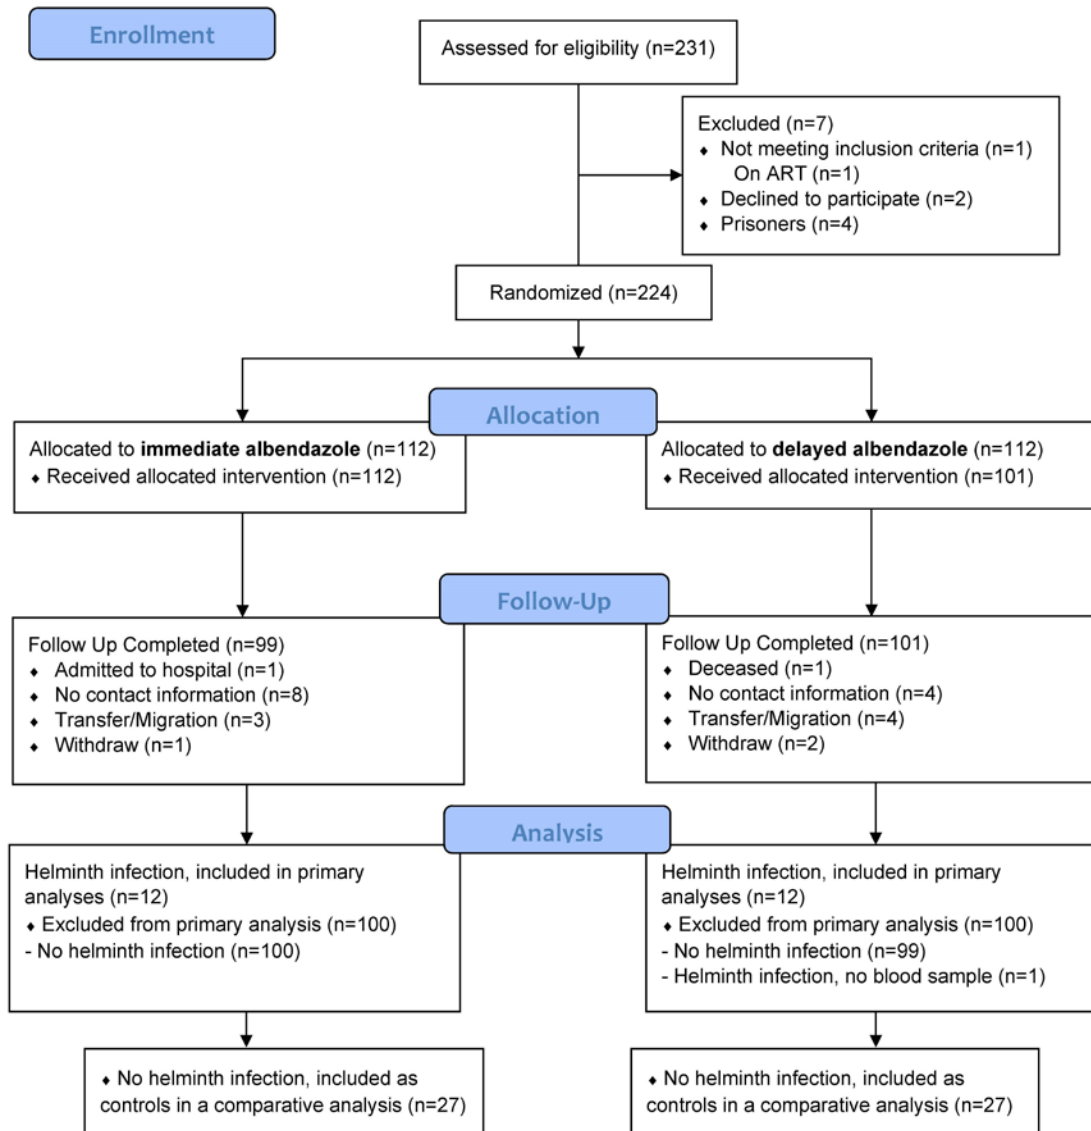 Enrollment
Assessed for eligibility (n=231)
Excluded (n=7)
♦ Not meeting inclusion criteria (n=1)
On ART (n=1)
♦ Declined to participate (n=2)
♦ Prisoners (n=4)
Randomized (n=224)
Allocation
Allocated to immediate albendazole (n=112)
♦ Received allocated intervention (n=112)
Allocated to delayed albendazole (n=112)
♦ Received allocated intervention (n=101)
Follow-Up
Follow Up Completed (n=99)
♦ Admitted to hospital (n=1)
♦ No contact information (n=8)
♦ Transfer/Migration (n=3)
♦ Withdraw (n=1)
Follow Up Completed (n=101)
♦ Deceased (n=1)
♦ No contact information (n=4)
♦ Transfer/Migration (n=4)
♦ Withdraw (n=2)
Analysis
Helminth infection, included in primary
analyses (n=12)
♦ Excluded from primary analysis (n=100)
- No helminth infection (n=100)
Helminth infection, included in primary
analyses (n=12)
♦ Excluded from primary analysis (n=100)
- No helminth infection (n=99)
- Helminth infection, no blood sample (n=1)
♦ No helminth infection, included as
controls in a comparative analysis (n=27)
♦ No helminth infection, included as
controls in a comparative analysis (n=27)